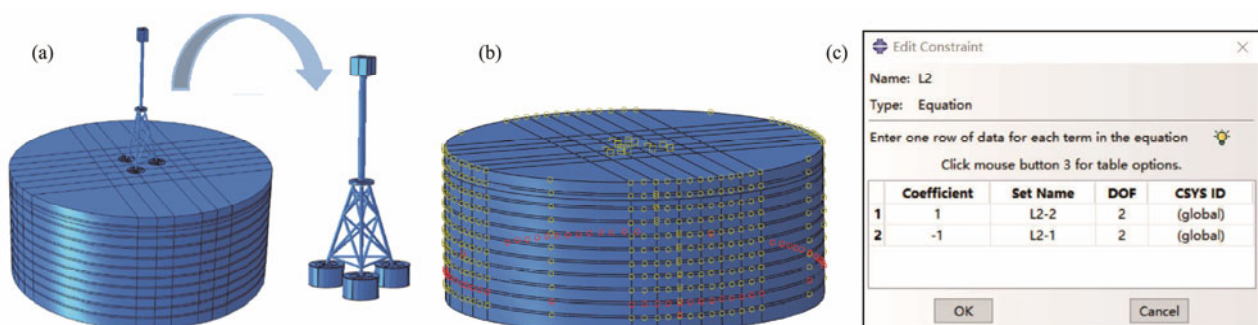 (a)
(b)
(c)
Edit Constraint
Name: L2
Type: Equation
Enter one row of data for each term in the equation
Click mouse button 3 for table options.
Coefficient Set Name DOF CSYS ID
1 1 L2-2 2 (global)
2 -1 L2-1 2 (global)
OK Cancel